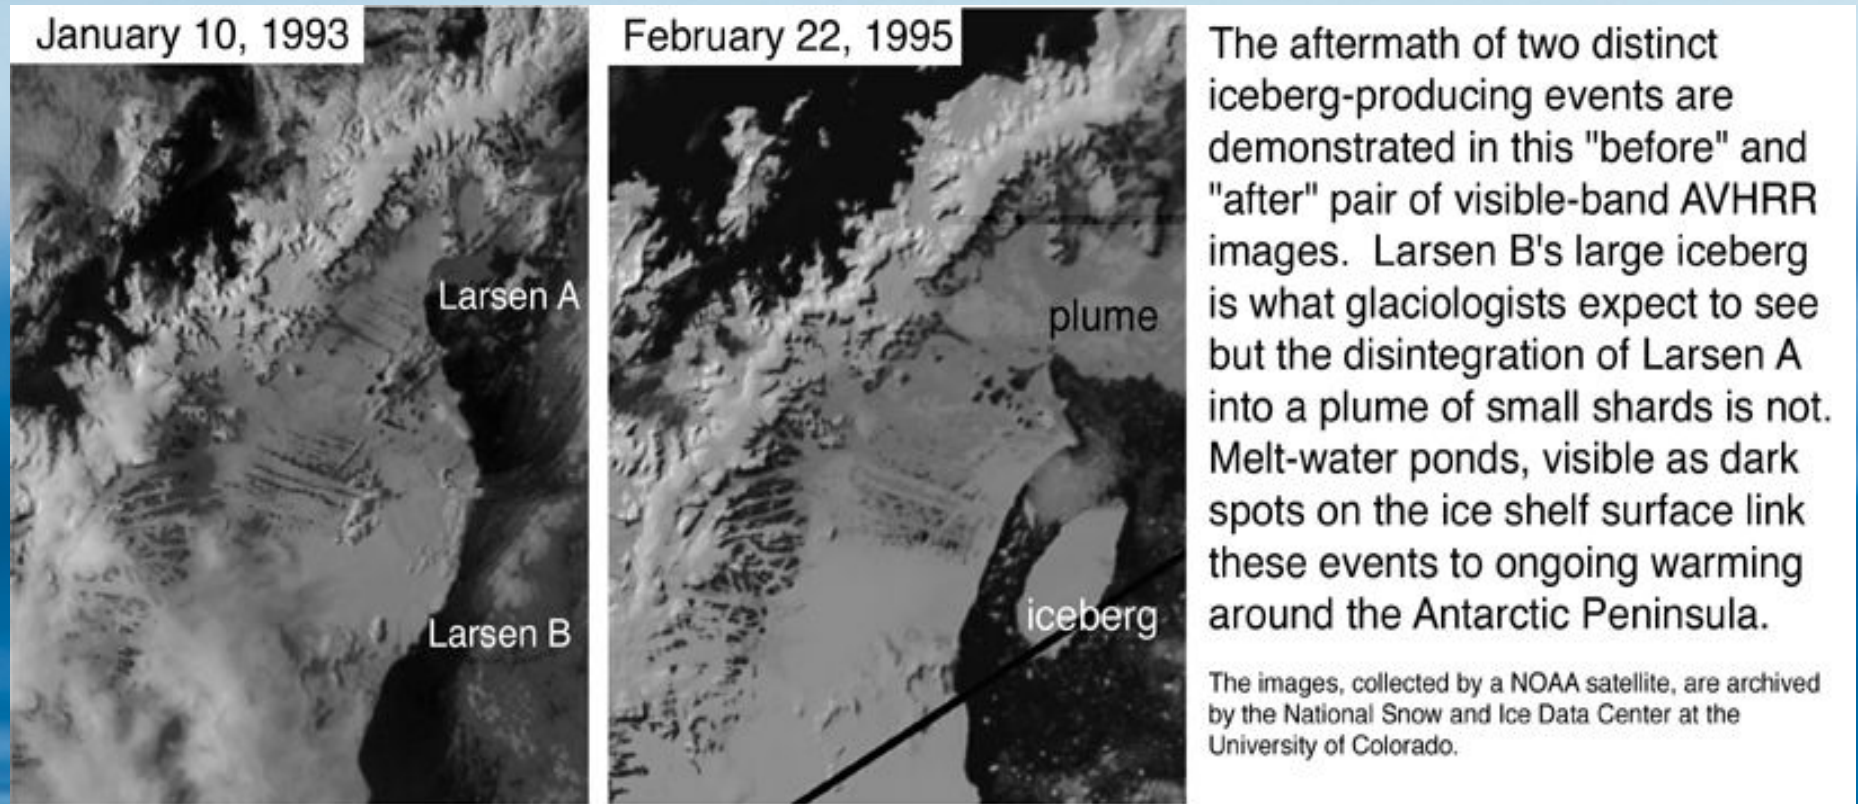 January 10, 1993
Larsen A
Larsen B
February 22, 1995
plume
iceberg
The aftermath of two distinct
iceberg-producing events are
demonstrated in this "before" and
"after" pair of visible-band AVHRR
images.  Larsen B's large iceberg
is what glaciologists expect to see
but the disintegration of Larsen A
into a plume of small shards is not.
Melt-water ponds, visible as dark
spots on the ice shelf surface link
these events to ongoing warming
around the Antarctic Peninsula.
The images, collected by a NOAA satellite, are archived
by the National Snow and Ice Data Center at the
University of Colorado.